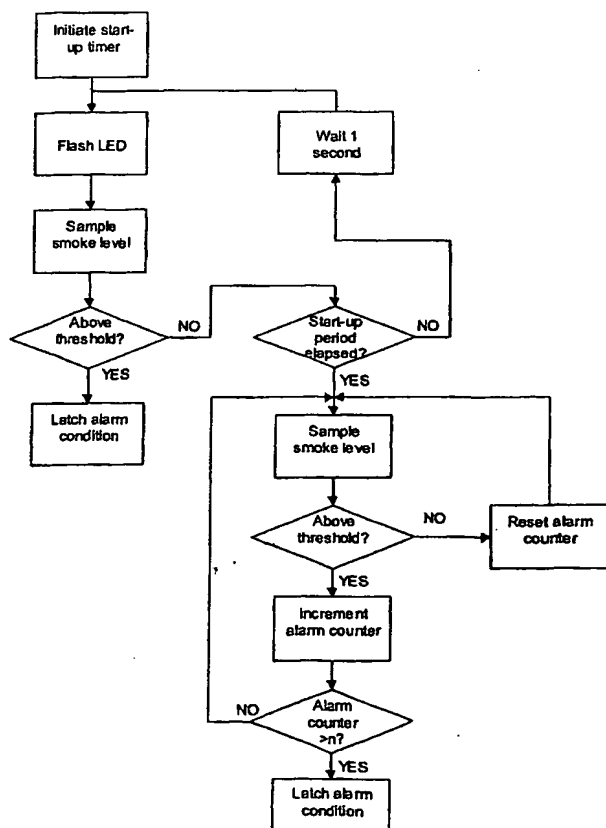 Initiate start-
up timer
Flash LED
Wait 1
second
Sample
smoke level
Above
threshold?
NO
Start-up
period
elapsed?
NO
YES
YES
Latch alarm
condition
Sample
smoke level
Above
threshold?
NO
Reset alarm
counter
YES
Increment
alarm counter
NO
Alarm
counter
>n?
YES
Latch alarm
condition